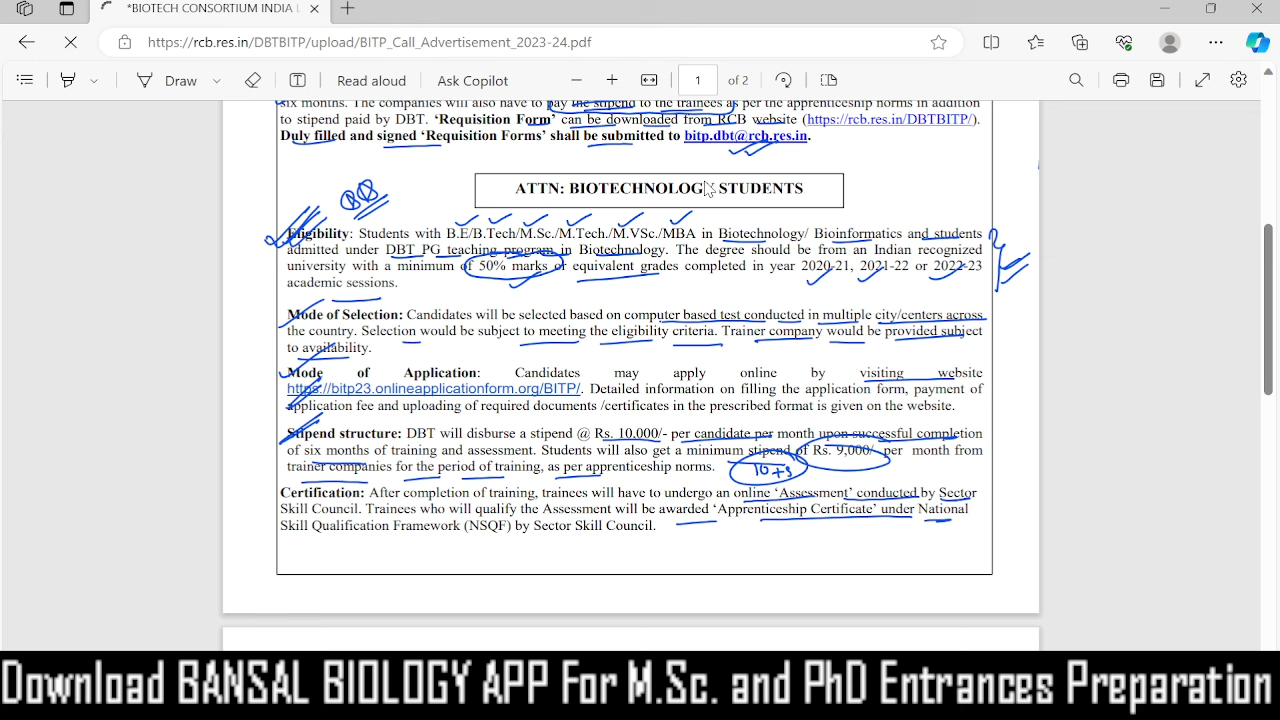 *BIOTECH CONSORTIUM INDIA L
https://rcb.res.in/DBTBITP/upload/BITP_Call_Advertisement_2023-24.pdf
Draw
Read aloud
Ask Copilot
1 of 2
six months. The companies will also have to pay the stipend to the trainees as per the apprenticeship norms in addition
to stipend paid by DBT. ‘Requisition Form’ can be downloaded from RCB website (https://rcb.res.in/DBTBITP/).
Duly filled and signed ‘Requisition Forms’ shall be submitted to bitp.dbt@rcb.res.in.
ATTN: BIOTECHNOLOGY STUDENTS
Eligibility: Students with B.E/B.Tech/M.Sc./M.Tech./M.VSc./MBA in Biotechnology/ Bioinformatics and students
admitted under DBT PG teaching program in Biotechnology. The degree should be from an Indian recognized
university with a minimum of 50% marks or equivalent grades completed in year 2020-21, 2021-22 or 2022-23
academic sessions.
Mode of Selection: Candidates will be selected based on computer based test conducted in multiple city/centers across
the country. Selection would be subject to meeting the eligibility criteria. Trainer company would be provided subject
to availability.
Mode of Application: Candidates may apply online by visiting website
https://bitp23.onlineapplicationform.org/BITP/. Detailed information on filling the application form, payment of
application fee and uploading of required documents /certificates in the prescribed format is given on the website.
Stipend structure: DBT will disburse a stipend @ Rs. 10,000/- per candidate per month upon successful completion
of six months of training and assessment. Students will also get a minimum stipend of Rs. 9,000/- per month from
trainer companies for the period of training, as per apprenticeship norms.
10+9
Certification: After completion of training, trainees will have to undergo an online ‘Assessment’ conducted by Sector
Skill Council. Trainees who will qualify the Assessment will be awarded ‘Apprenticeship Certificate’ under National
Skill Qualification Framework (NSQF) by Sector Skill Council.
Download BANSAL BIOLOGY APP For M.Sc. and PhD Entrances Preparation